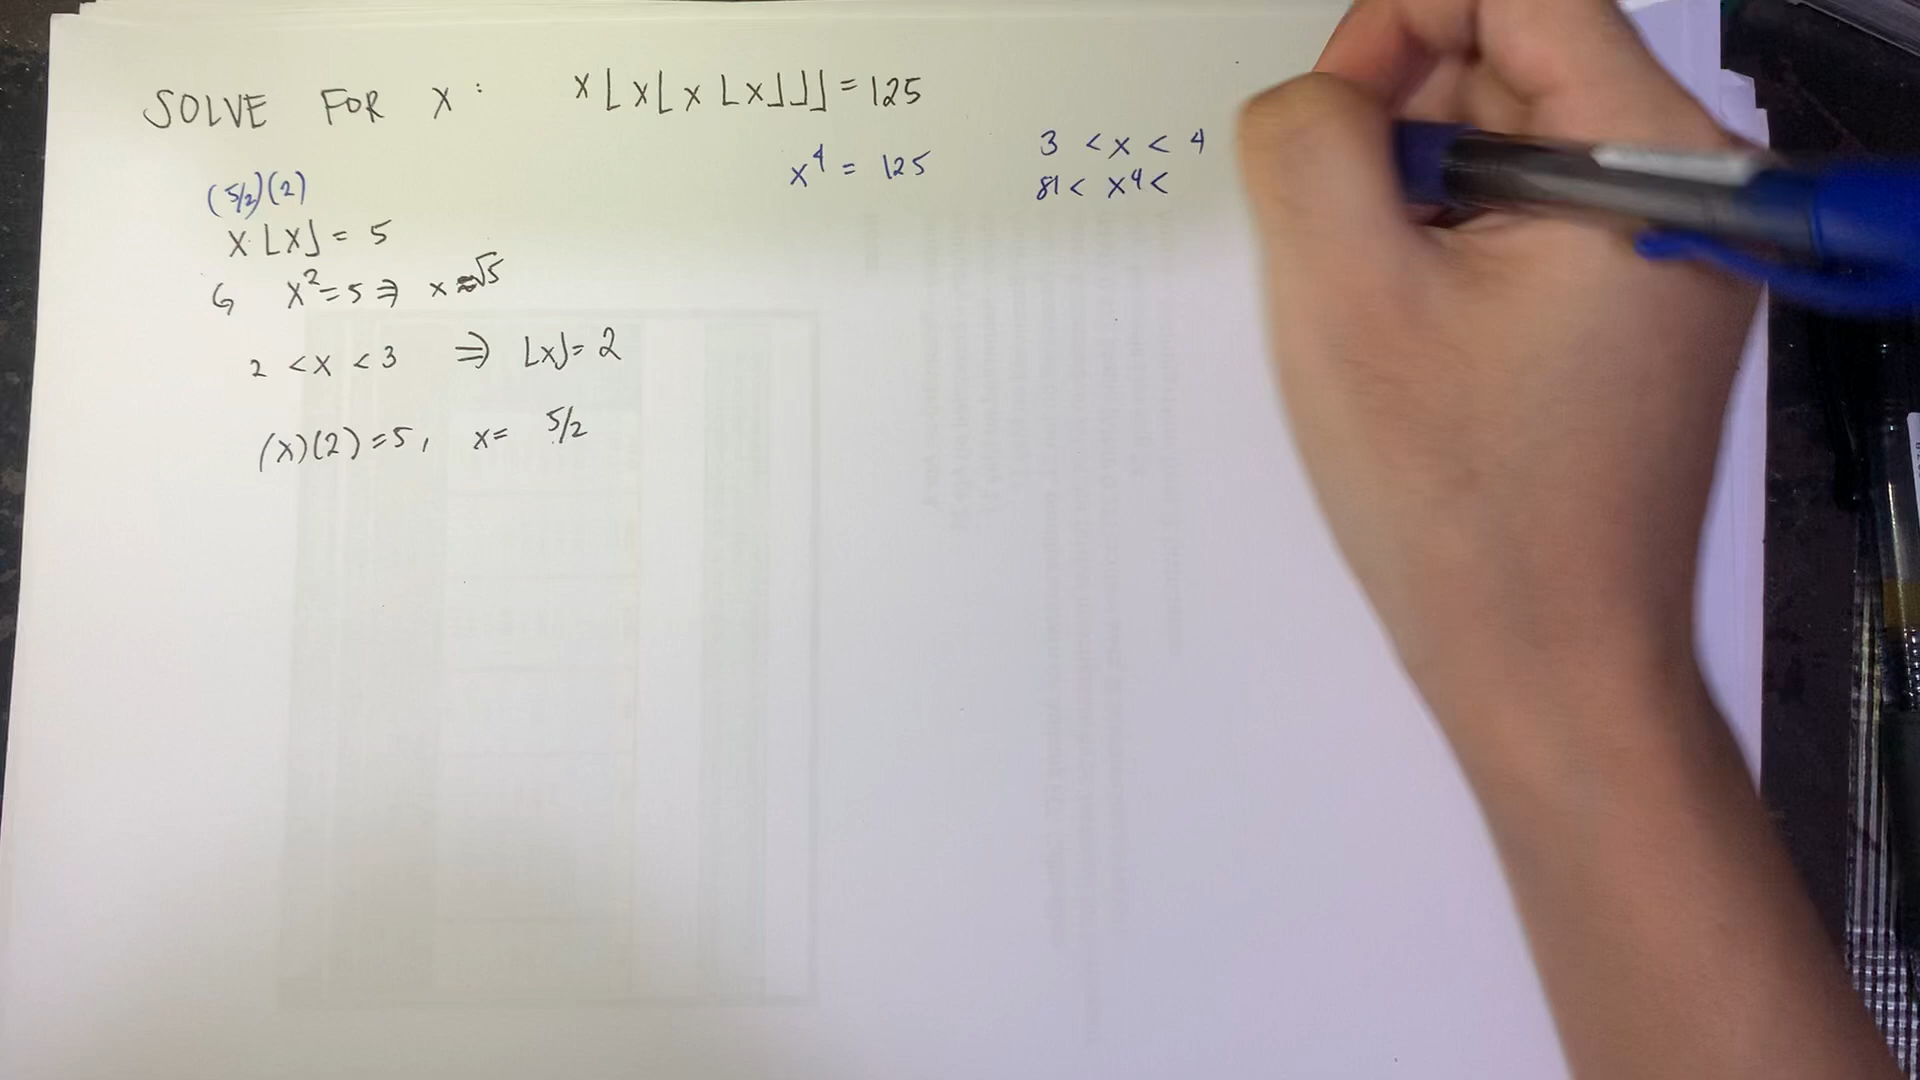 SOLVE FOR X : x⌊x⌊x⌊x⌋⌋⌋ = 125
x⁴ = 125
3 < x < 4
81 < x⁴ <
(5/2)(2)
x·⌊x⌋ = 5
↳ x² = 5 ⇒ x ≈ √5
2 < x < 3 ⇒ ⌊x⌋ = 2
(x)(2) = 5, x = 5/2